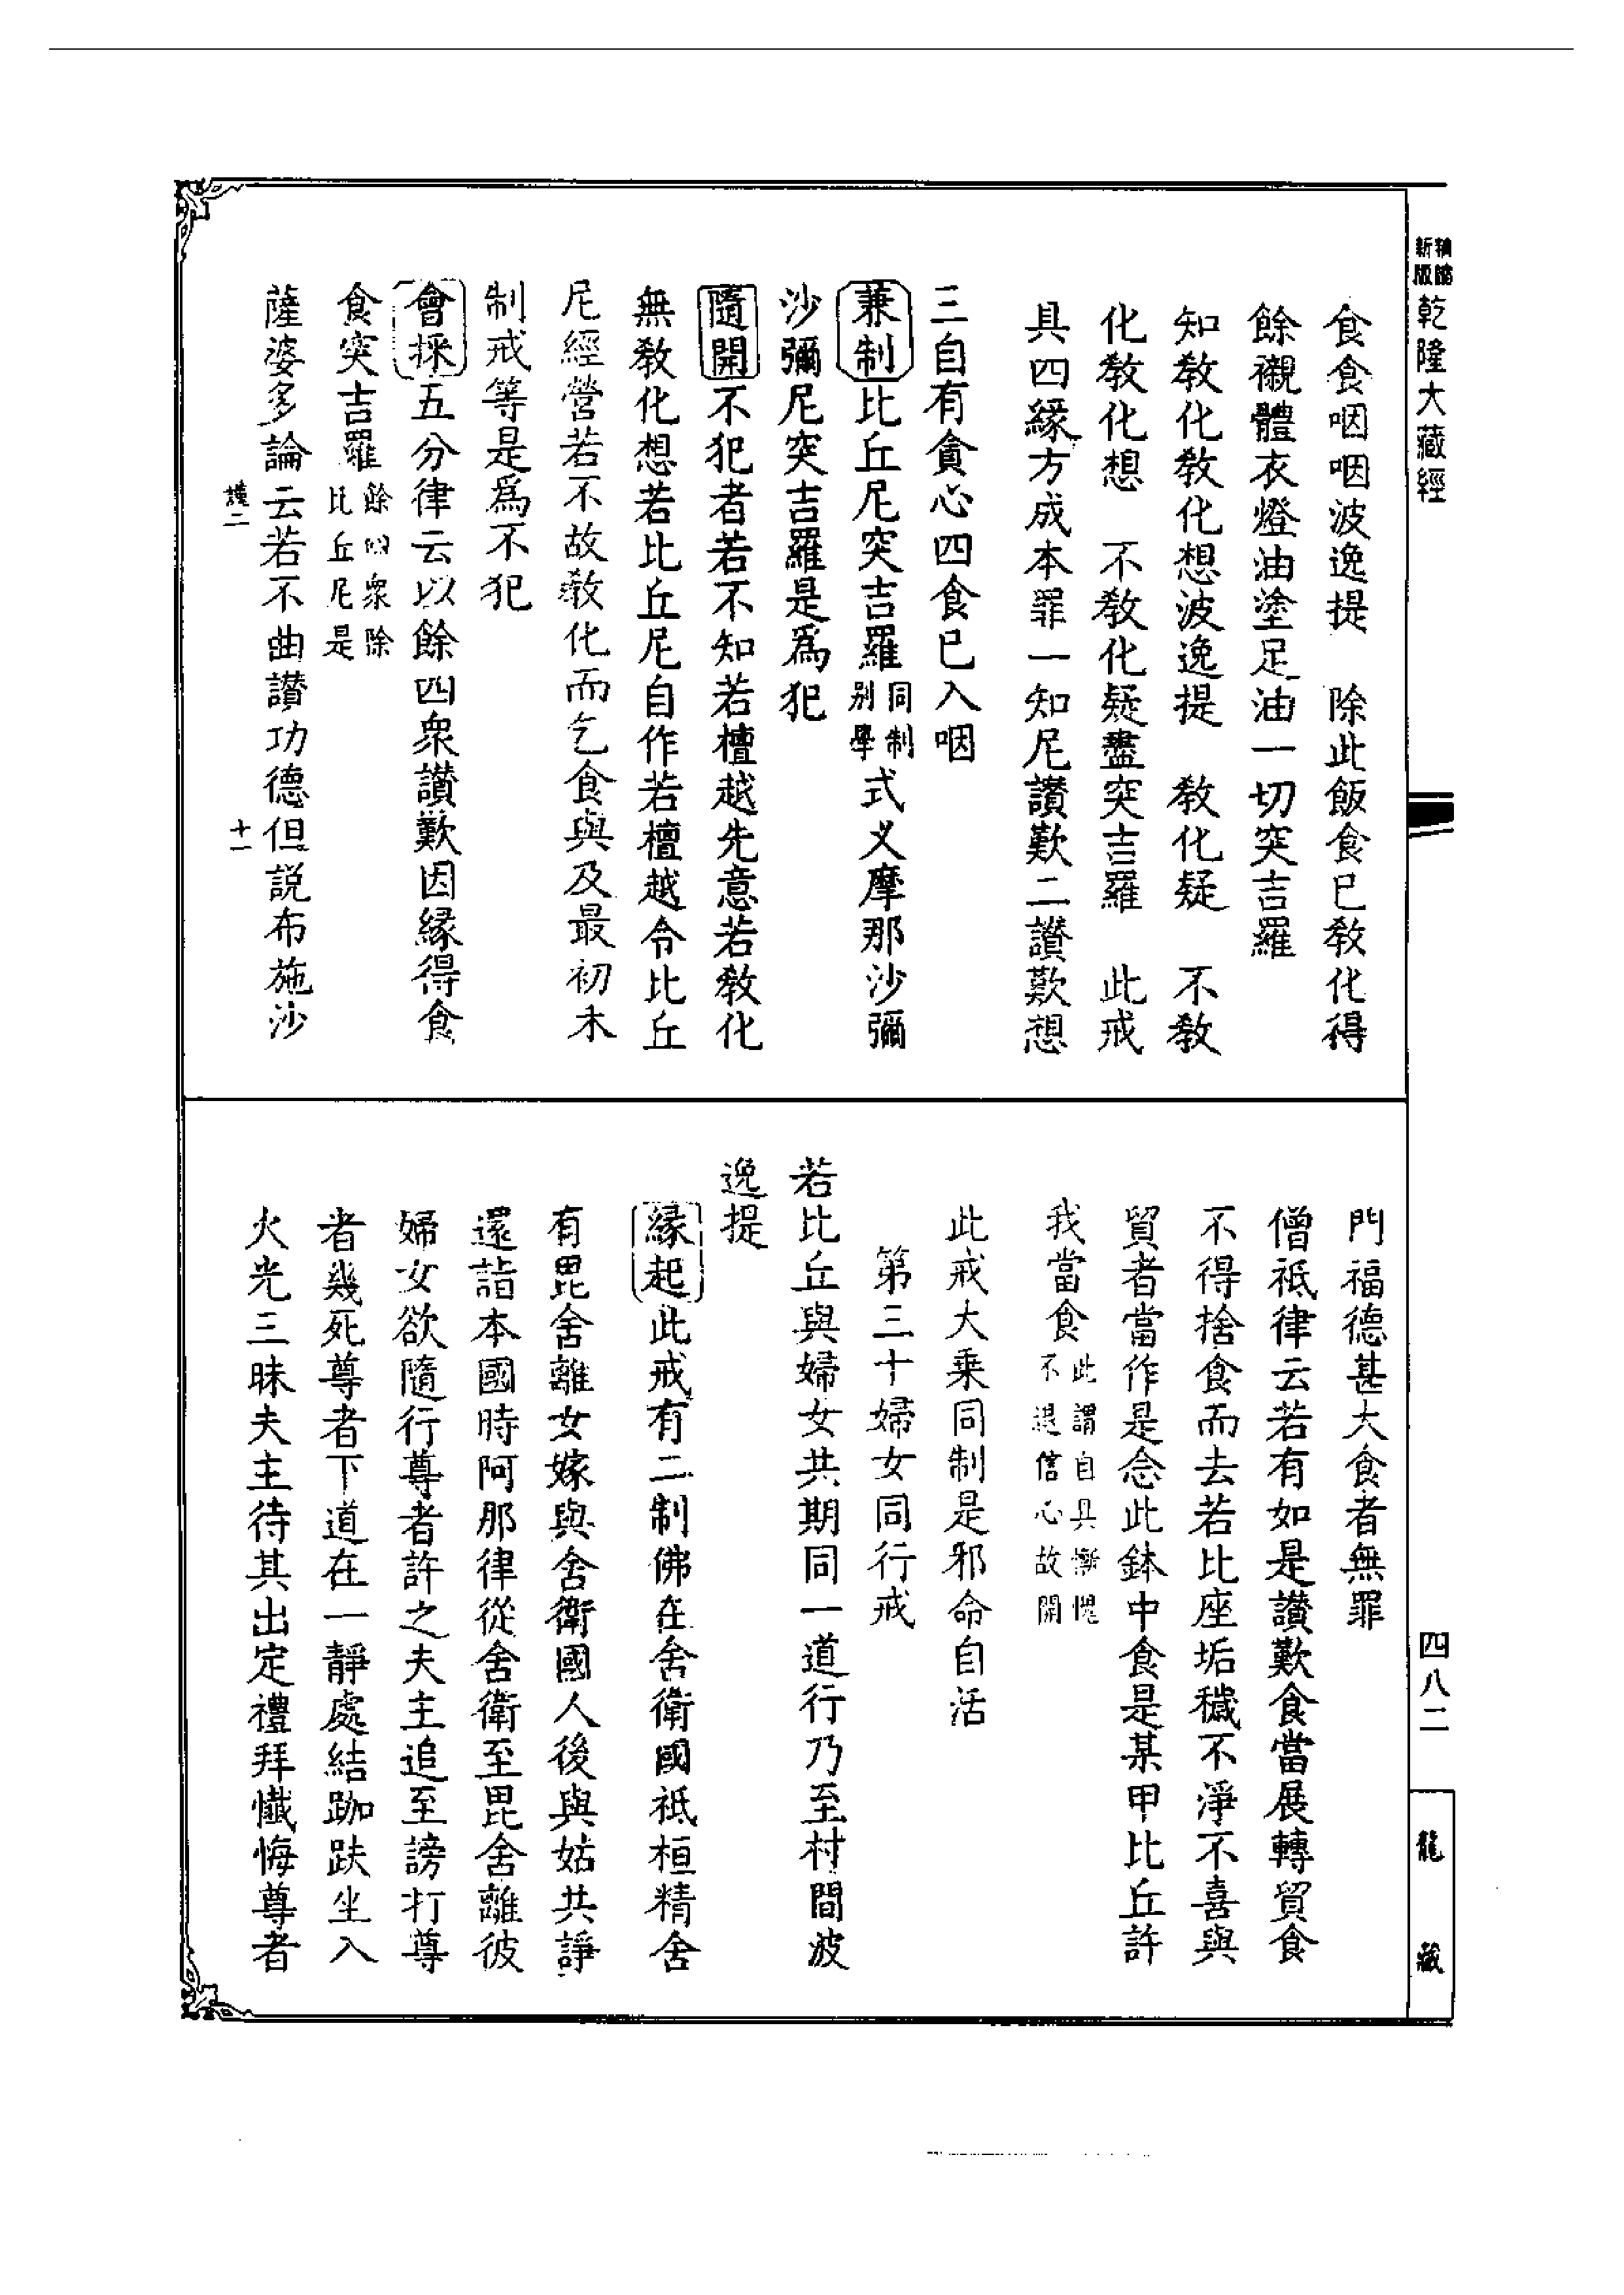 新版精縮乾隆大藏經
四八二
龍藏
食食咽咽波逸提　除此飯食已教化得
餘襯體衣燈油塗足油一切突吉羅
知教化教化想波逸提　教化疑　不教
化教化想　不教化疑盡突吉羅　此戒
具四緣方成本罪一知尼讚歎二讚歎想
三自有貪心四食已入咽
兼制比丘尼突吉羅同制別學式叉摩那沙彌
沙彌尼突吉羅是為犯
隨開不犯者若不知若檀越先意若教化
無教化想若比丘尼自作若檀越令比丘
尼經營若不故教化而乞食與及最初未
制戒等是為不犯
會採五分律云以餘四眾讚歎因緣得食
食突吉羅餘四眾除比丘尼是
薩婆多論云若不曲讚功德但說布施沙
二
十一
門福德甚大食者無罪
僧祇律云若有如是讚歎食當展轉貿食
不得捨食而去若比座垢穢不淨不喜與
貿者當作是念此鉢中食是某甲比丘許
我當食此謂自具慚愧不退信心故開
此戒大乘同制是邪命自活
第三十婦女同行戒
若比丘與婦女共期同一道行乃至村間波
逸提
緣起此戒有二制佛在舍衛國祇桓精舍
有毘舍離女嫁與舍衛國人後與姑共諍
還詣本國時阿那律從舍衛至毘舍離彼
婦女欲隨行尊者許之夫主追至謗打尊
者幾死尊者下道在一靜處結跏趺坐入
火光三昧夫主待其出定禮拜懺悔尊者